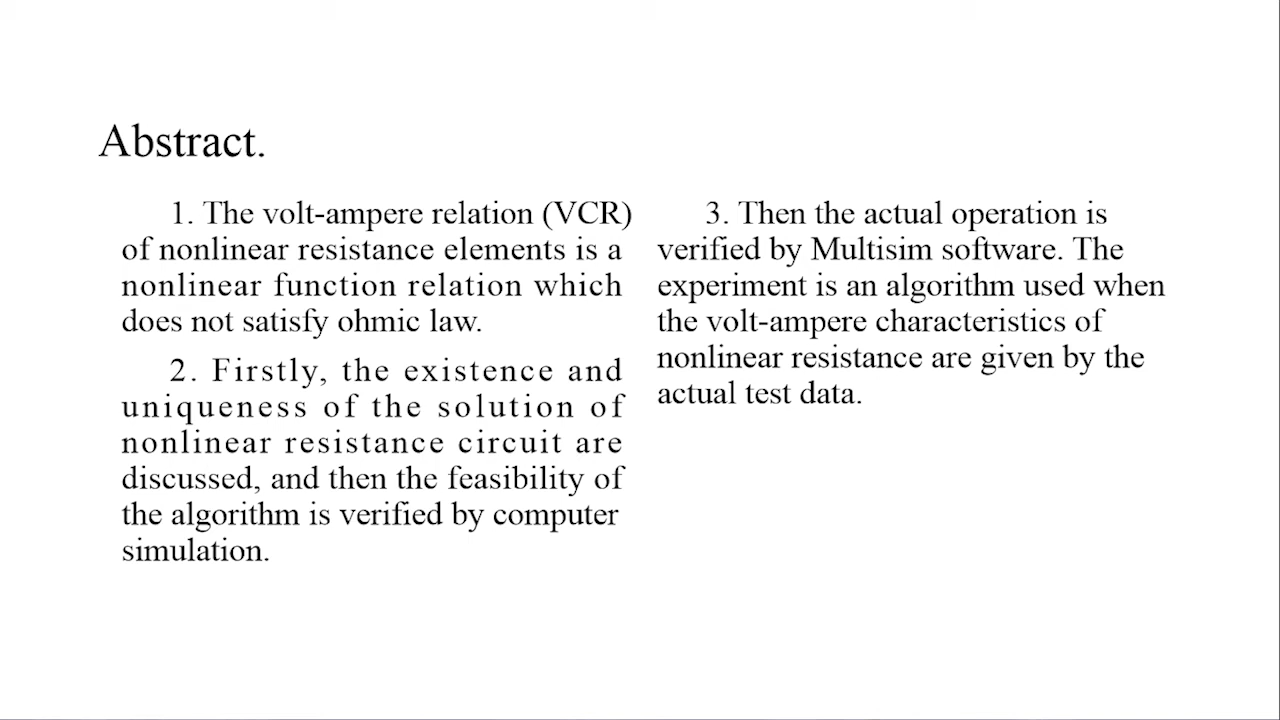 Abstract.
1. The volt-ampere relation (VCR)
of nonlinear resistance elements is a
nonlinear function relation which
does not satisfy ohmic law.
2. Firstly, the existence and
uniqueness of the solution of
nonlinear resistance circuit are
discussed, and then the feasibility of
the algorithm is verified by computer
simulation.
3. Then the actual operation is
verified by Multisim software. The
experiment is an algorithm used when
the volt-ampere characteristics of
nonlinear resistance are given by the
actual test data.